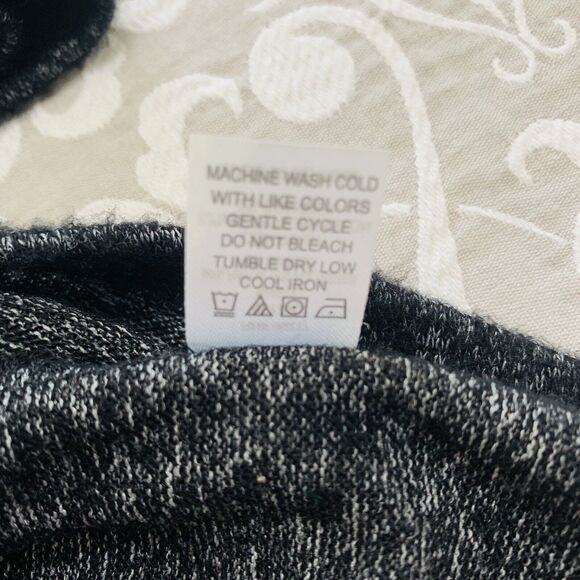 MACHINE WASH COLD
WITH LIKE COLORS
GENTLE CYCLE
DO NOT BLEACH
TUMBLE DRY LOW
COOL IRON